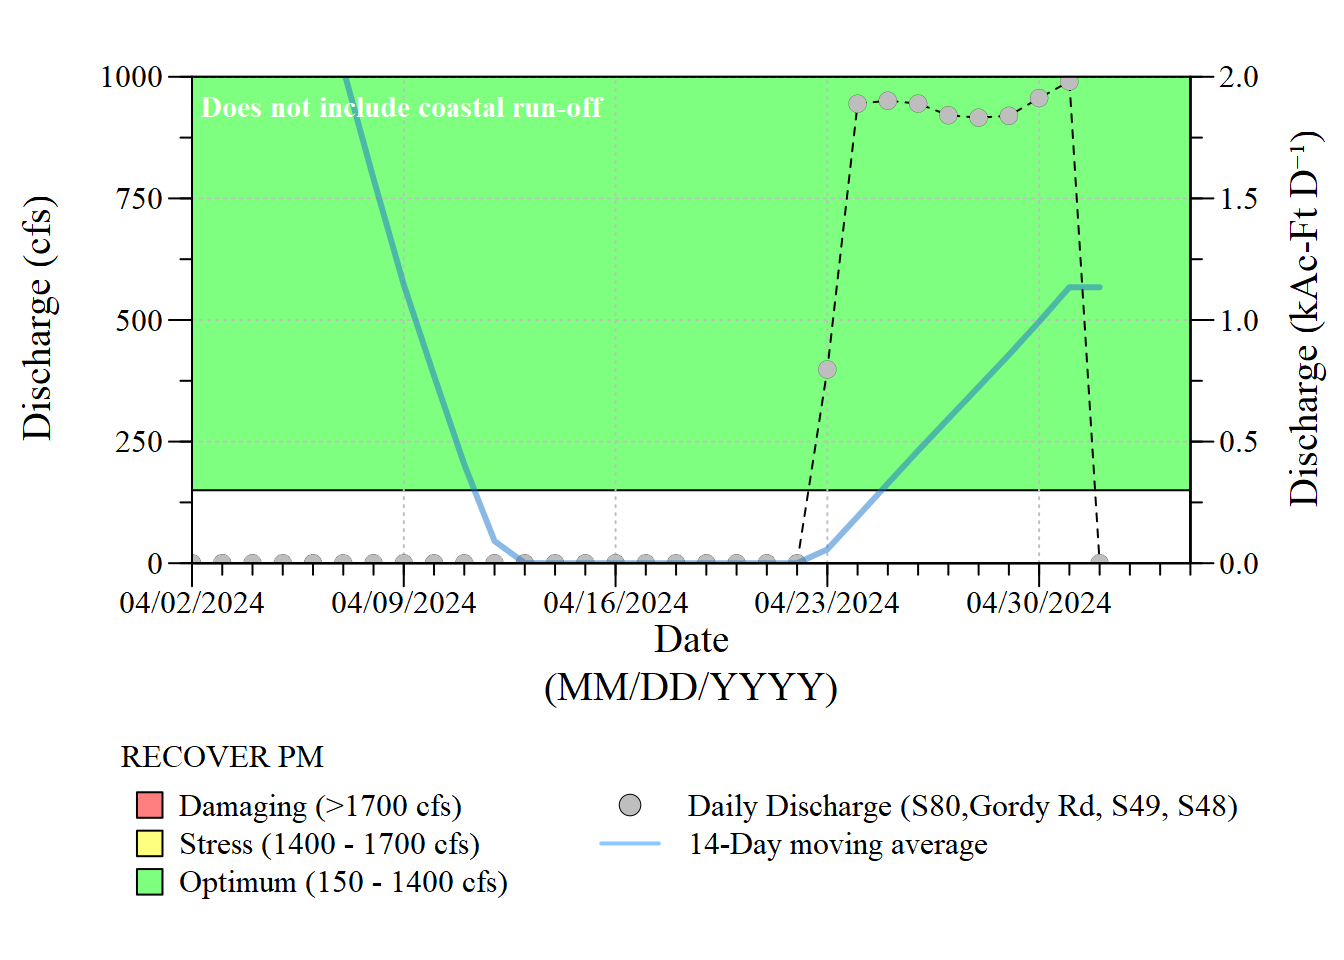 Does not include coastal run-off
1000
750
500
250
0
Discharge (cfs)
2.0
1.5
1.0
0.5
0.0
Discharge (kAc-Ft D⁻¹)
04/02/2024 04/09/2024 04/16/2024 04/23/2024 04/30/2024
Date
(MM/DD/YYYY)
RECOVER PM
Damaging (>1700 cfs)
Stress (1400 - 1700 cfs)
Optimum (150 - 1400 cfs)
Daily Discharge (S80,Gordy Rd, S49, S48)
14-Day moving average